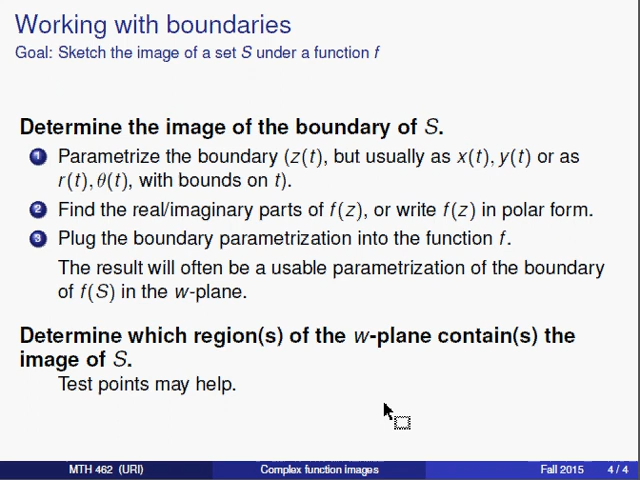 Working with boundaries
Goal: Sketch the image of a set S under a function f
Determine the image of the boundary of S.
1 Parametrize the boundary (z(t), but usually as x(t), y(t) or as
r(t), θ(t), with bounds on t).
2 Find the real/imaginary parts of f(z), or write f(z) in polar form.
3 Plug the boundary parametrization into the function f.
The result will often be a usable parametrization of the boundary
of f(S) in the w-plane.
Determine which region(s) of the w-plane contain(s) the
image of S.
Test points may help.
MTH 462 (URI) Complex function images Fall 2015 4 / 4